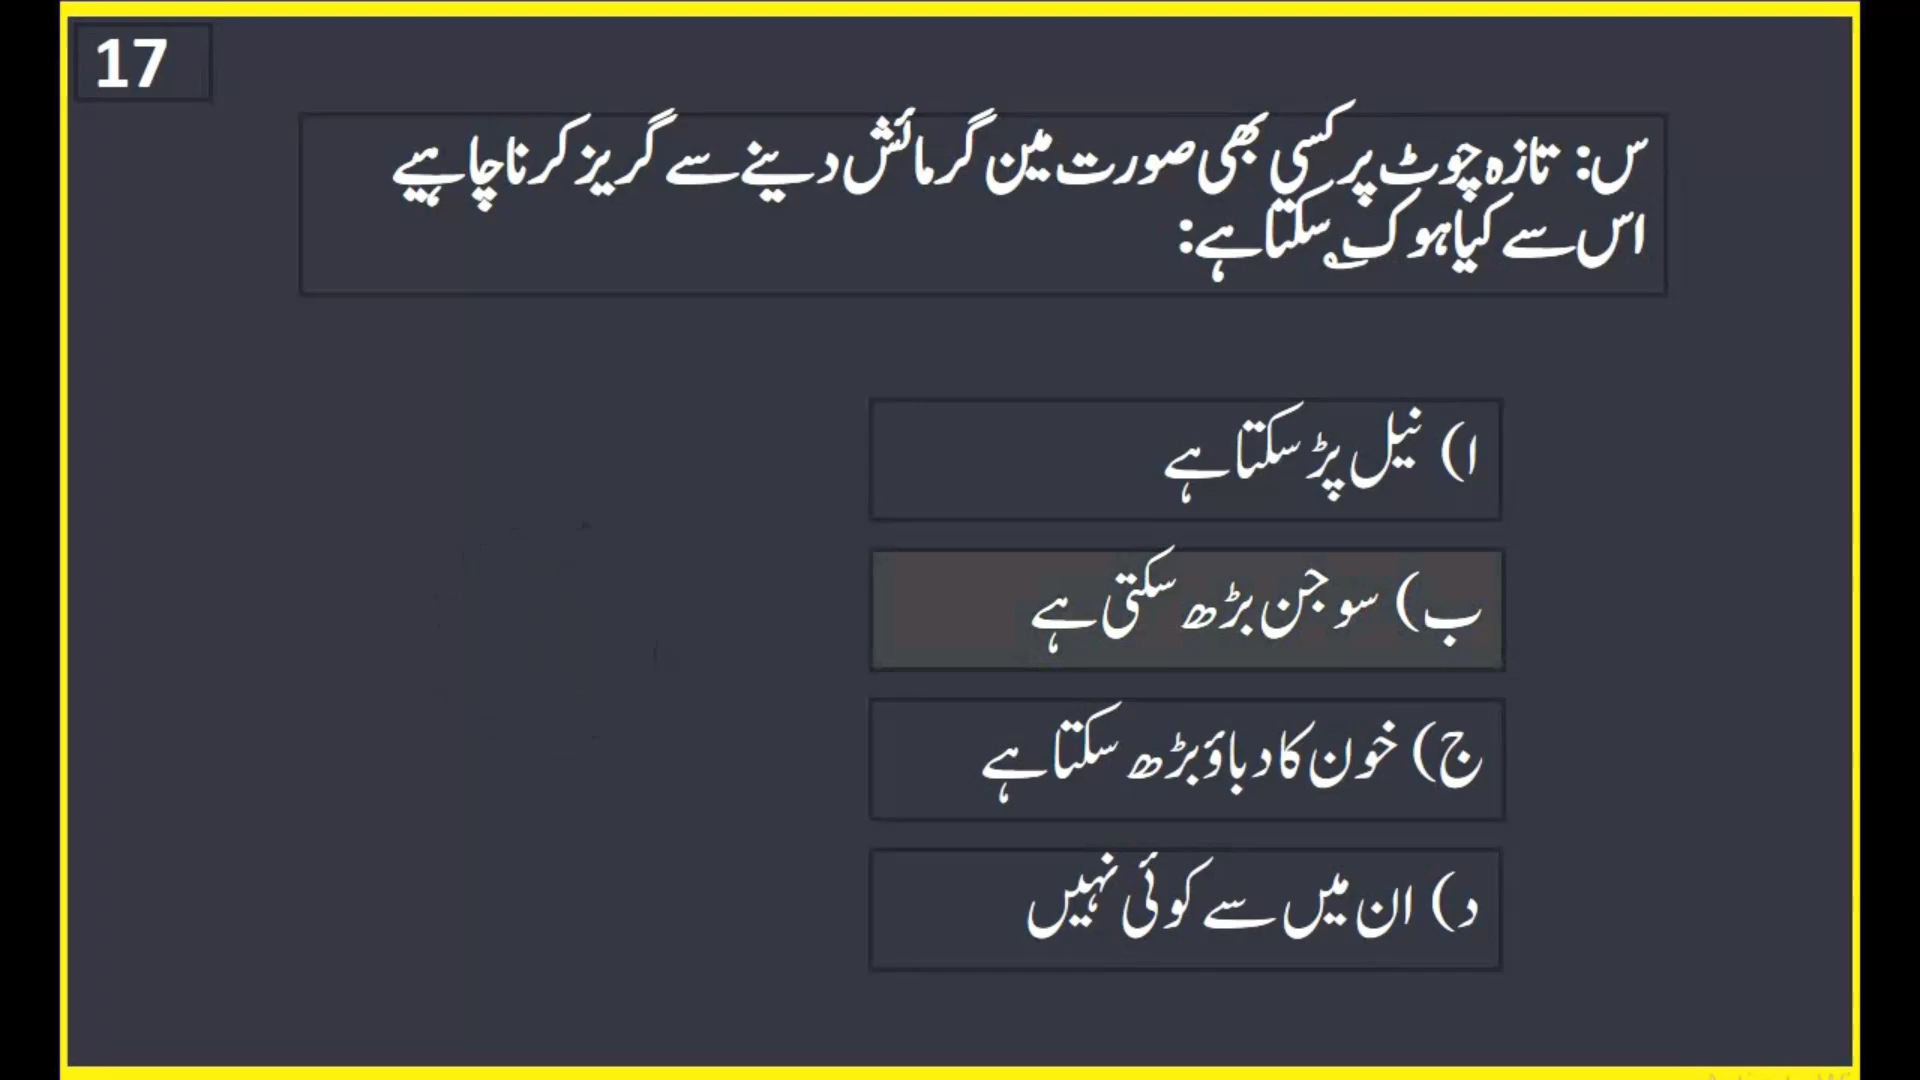 17
س: تازہ چوٹ پر کسی بھی صورت مین گرمائش دینے سے گریز کرنا چاہیے
اس سے کیا ہو کہ سکتا ہے:
ا) نیل پڑ سکتا ہے
ب) سوجن بڑھ سکتی ہے
ج) خون کا دباؤ بڑھ سکتا ہے
د) ان میں سے کوئی نہیں